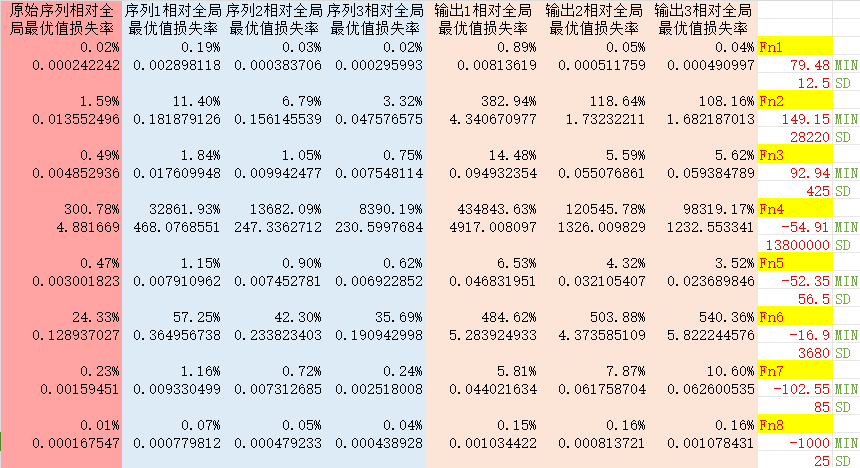 原始序列相对全局最优值损失率 序列1相对全局最优值损失率 序列2相对全局最优值损失率 序列3相对全局最优值损失率 输出1相对全局最优值损失率 输出2相对全局最优值损失率 输出3相对全局最优值损失率
0.02% 0.19% 0.03% 0.02% 0.89% 0.05% 0.04% Fn1
0.000242242 0.002898118 0.000383706 0.000295993 0.00813619 0.000511759 0.000490997 79.48 MIN
12.5 SD
1.59% 11.40% 6.79% 3.32% 382.94% 118.64% 108.16% Fn2
0.013552496 0.181879126 0.156145539 0.047576575 4.340670977 1.73232211 1.682187013 149.15 MIN
28220 SD
0.49% 1.84% 1.05% 0.75% 14.48% 5.59% 5.62% Fn3
0.004852936 0.017609948 0.009942477 0.007548114 0.094932354 0.055076861 0.059384789 92.94 MIN
425 SD
300.78% 32861.93% 13682.09% 8390.19% 434843.63% 120545.78% 98319.17% Fn4
4.881669 468.0768551 247.3362712 230.5997684 4917.008097 1326.009829 1232.553341 -54.91 MIN
13800000 SD
0.47% 1.15% 0.90% 0.62% 6.53% 4.32% 3.52% Fn5
0.003001823 0.007910962 0.007452781 0.006922852 0.046831951 0.032105407 0.023689846 -52.35 MIN
56.5 SD
24.33% 57.25% 42.30% 35.69% 484.62% 503.88% 540.36% Fn6
0.128937027 0.364956738 0.233823403 0.190942998 5.283924933 4.373585109 5.822244576 -16.9 MIN
3680 SD
0.23% 1.16% 0.72% 0.24% 5.81% 7.87% 10.60% Fn7
0.00159451 0.009330499 0.007312685 0.002518008 0.044021634 0.061758704 0.062600535 -102.55 MIN
85 SD
0.01% 0.07% 0.05% 0.04% 0.15% 0.16% 0.16% Fn8
0.000167547 0.000779812 0.000479233 0.000438928 0.001034422 0.000813721 0.001078431 -1000 MIN
25 SD